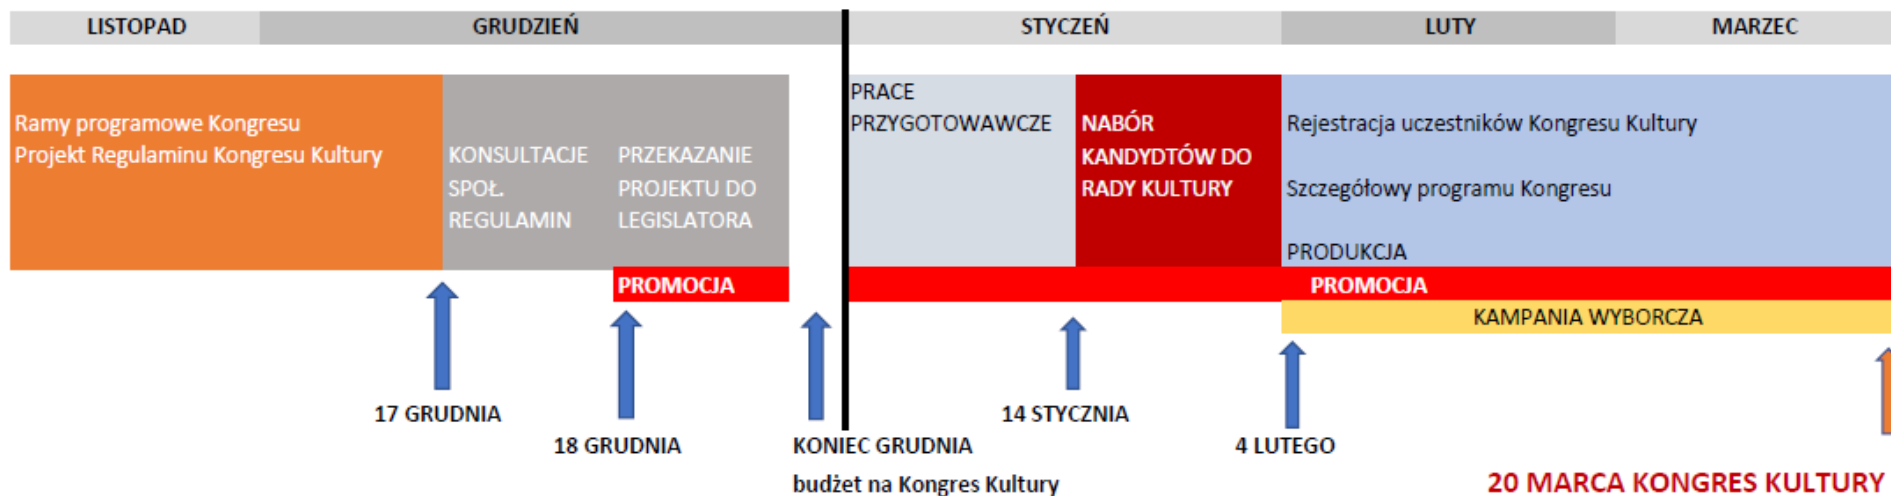 LISTOPAD GRUDZIEŃ STYCZEŃ LUTY MARZEC
Ramy programowe Kongresu
Projekt Regulaminu Kongresu Kultury
KONSULTACJE
SPOŁ.
REGULAMIN
PRZEKAZANIE
PROJEKTU DO
LEGISLATORA
PROMOCJA
PRACE
PRZYGOTOWAWCZE
NABÓR
KANDYDTÓW DO
RADY KULTURY
Rejestracja uczestników Kongresu Kultury
Szczegółowy programu Kongresu
PRODUKCJA
PROMOCJA
KAMPANIA WYBORCZA
17 GRUDNIA
18 GRUDNIA
KONIEC GRUDNIA
budżet na Kongres Kultury
14 STYCZNIA
4 LUTEGO
20 MARCA KONGRES KULTURY